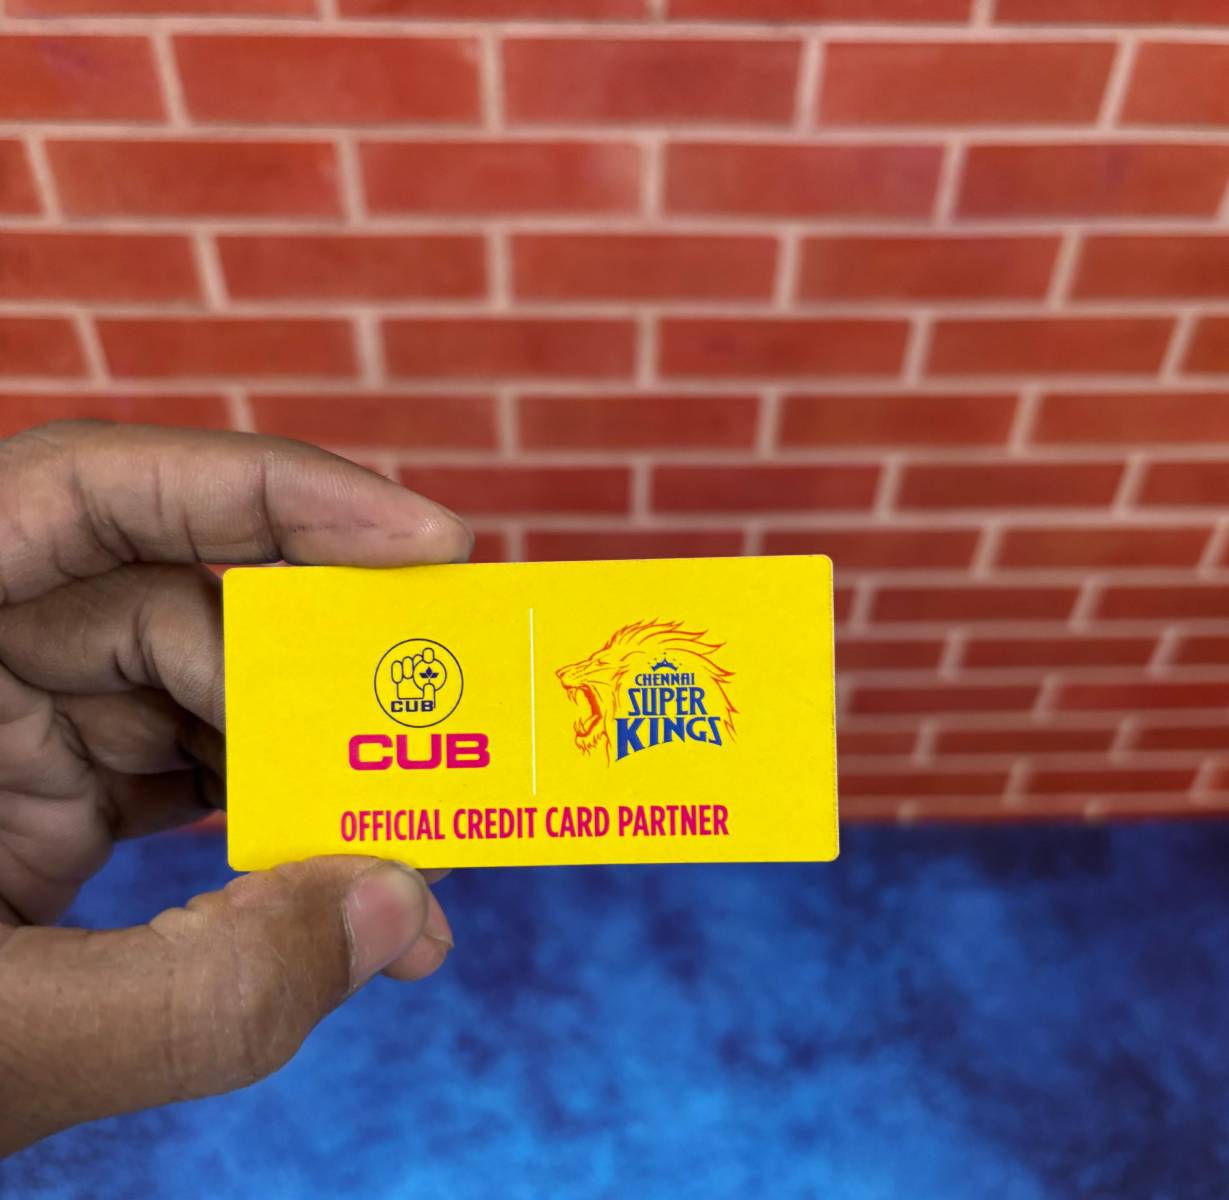 CUB
CUB
CHENNAI
SUPER
KINGS
OFFICIAL CREDIT CARD PARTNER